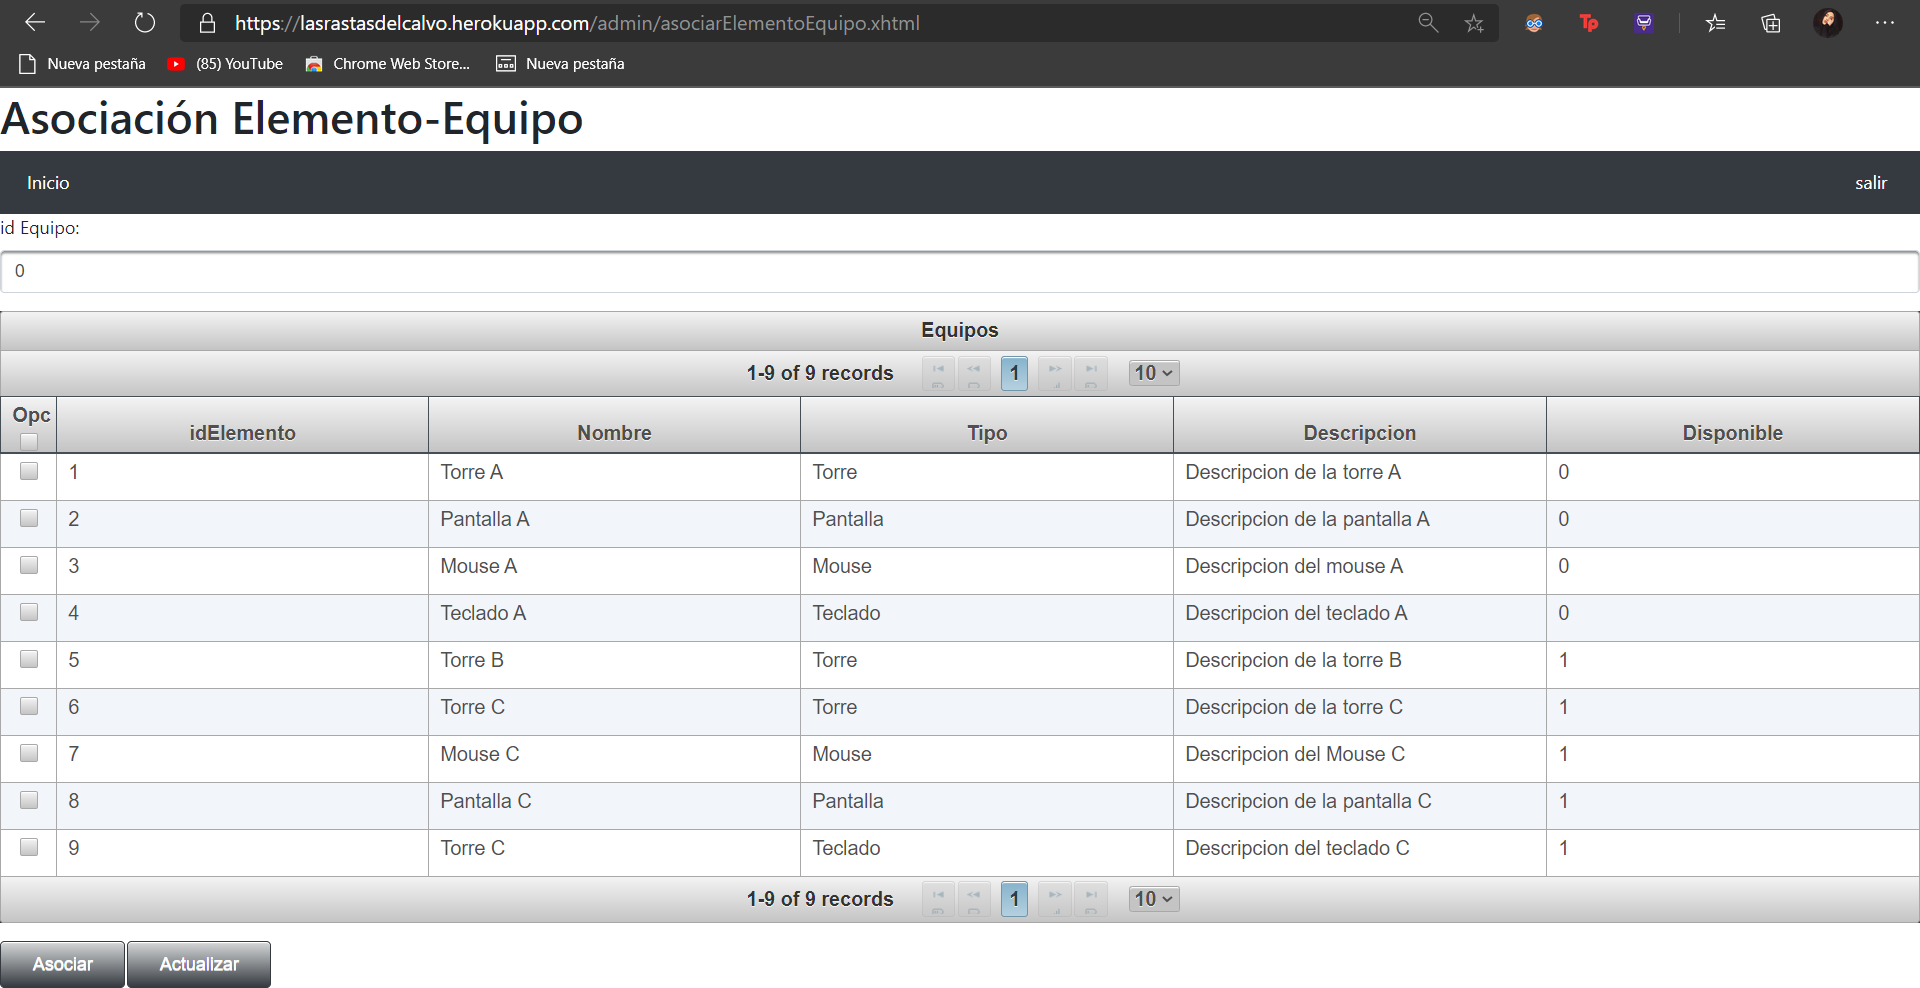 https://lasrastasdelcalvo.herokuapp.com/admin/asociarElementoEquipo.xhtml
Tp
Nueva pestaña (85) YouTube Chrome Web Store... Nueva pestaña
Asociación Elemento-Equipo
Inicio salir
id Equipo:
0
Equipos
1-9 of 9 records 1 10
Opc idElemento Nombre Tipo Descripcion Disponible
1 Torre A Torre Descripcion de la torre A 0
2 Pantalla A Pantalla Descripcion de la pantalla A 0
3 Mouse A Mouse Descripcion del mouse A 0
4 Teclado A Teclado Descripcion del teclado A 0
5 Torre B Torre Descripcion de la torre B 1
6 Torre C Torre Descripcion de la torre C 1
7 Mouse C Mouse Descripcion del Mouse C 1
8 Pantalla C Pantalla Descripcion de la pantalla C 1
9 Torre C Teclado Descripcion del teclado C 1
1-9 of 9 records 1 10
Asociar Actualizar